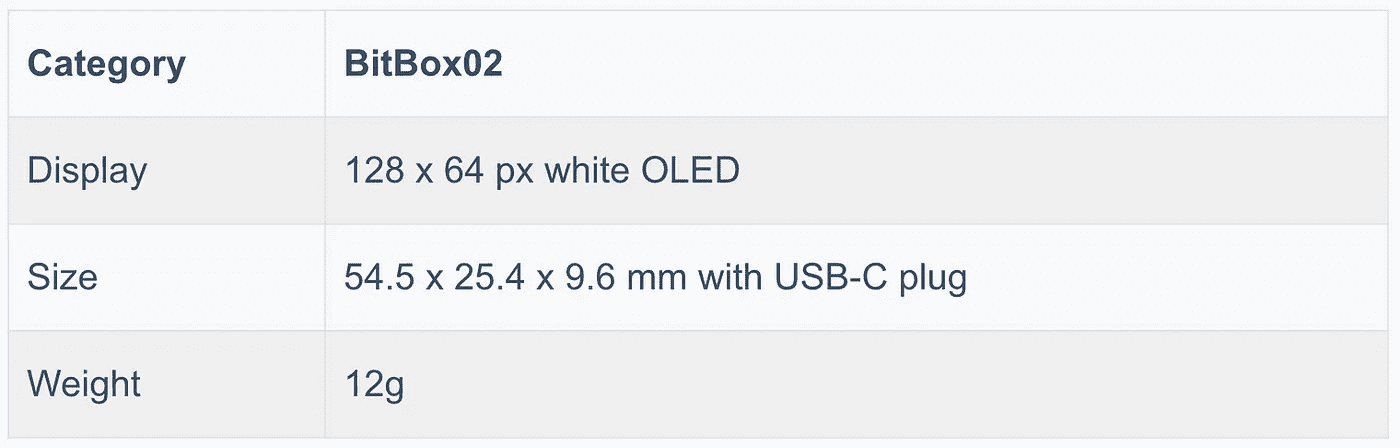 Category BitBox02
Display 128 x 64 px white OLED
Size 54.5 x 25.4 x 9.6 mm with USB-C plug
Weight 12g